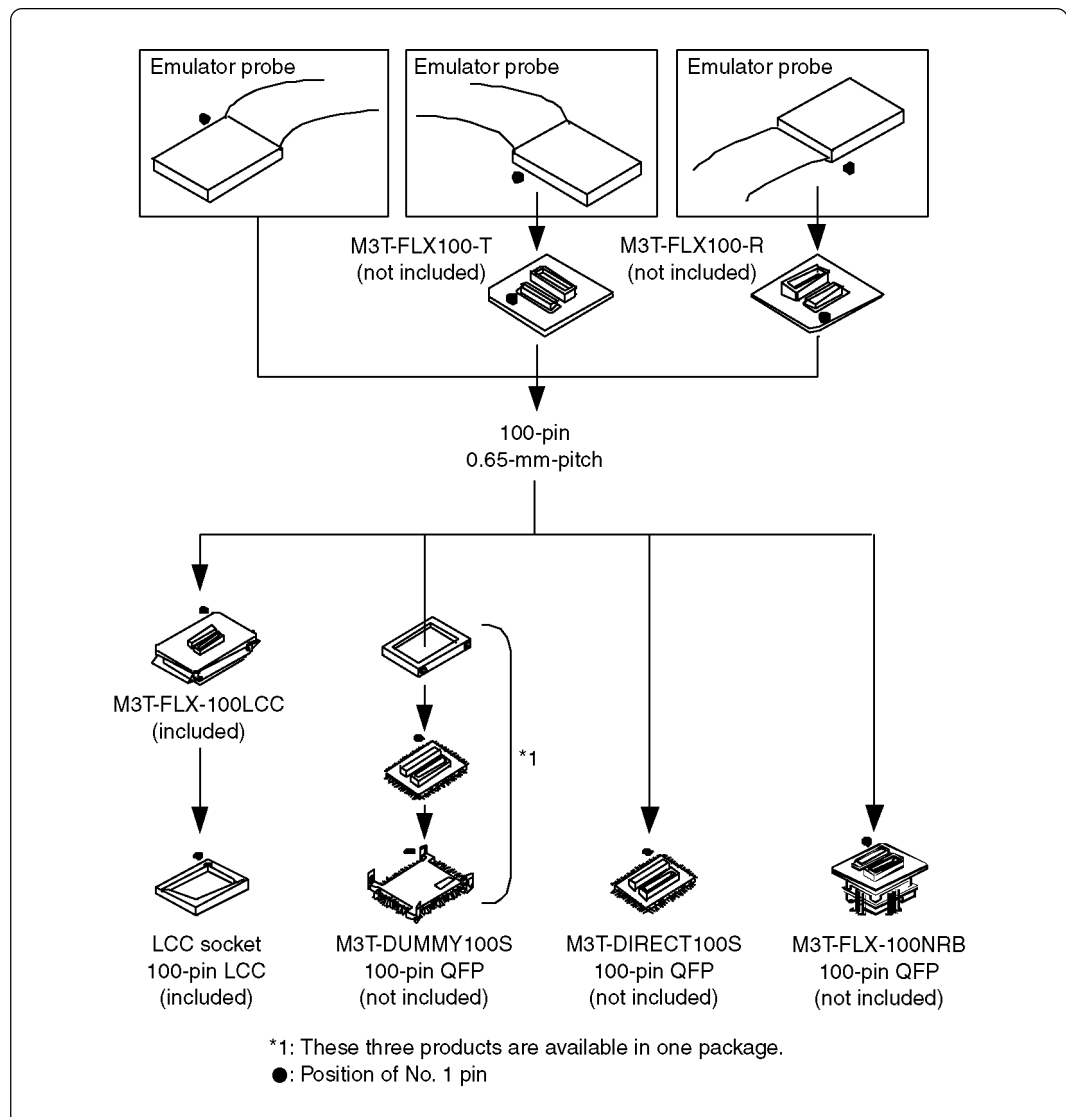 Emulator probe
Emulator probe
Emulator probe
M3T-FLX100-T
(not included)
M3T-FLX100-R
(not included)
100-pin
0.65-mm-pitch
M3T-FLX-100LCC
(included)
*1
LCC socket
100-pin LCC
(included)
M3T-DUMMY100S
100-pin QFP
(not included)
M3T-DIRECT100S
100-pin QFP
(not included)
M3T-FLX-100NRB
100-pin QFP
(not included)
*1: These three products are available in one package.
●: Position of No. 1 pin